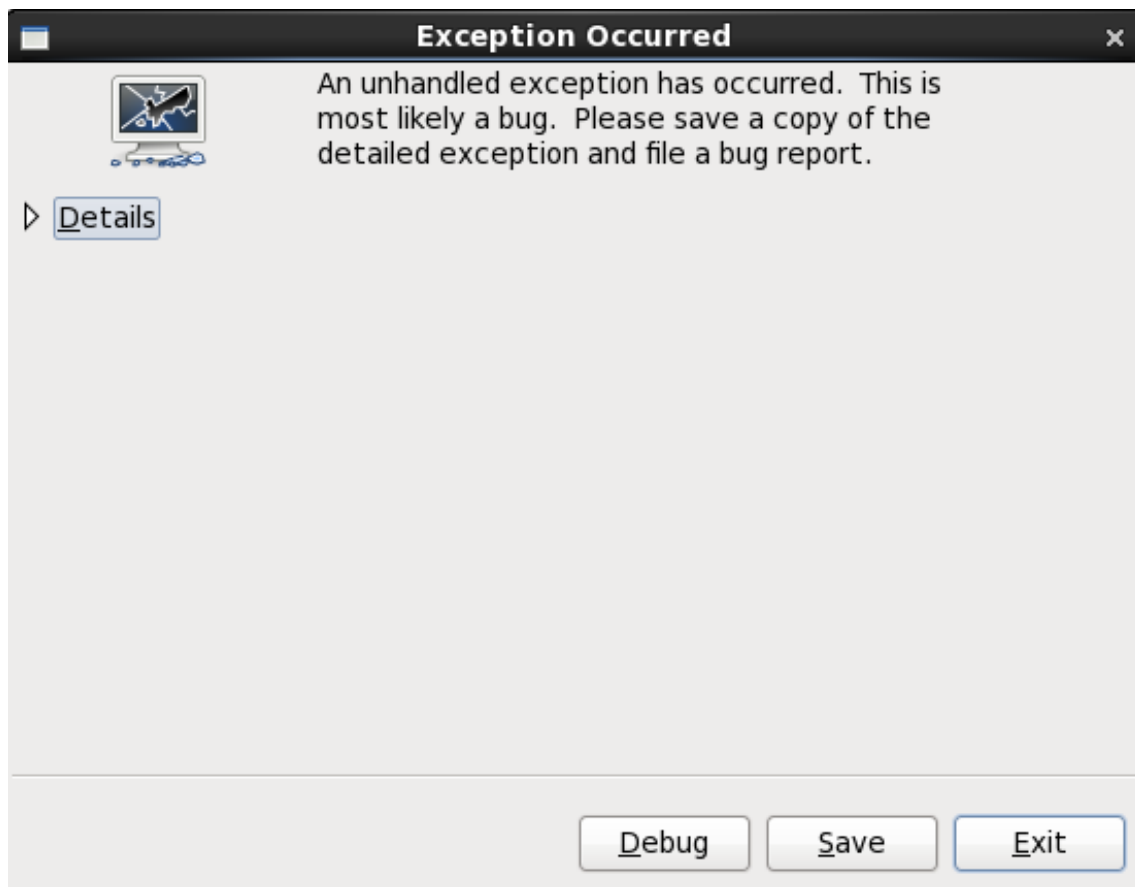 Exception Occurred
An unhandled exception has occurred.  This is
most likely a bug.  Please save a copy of the
detailed exception and file a bug report.
Details
Debug
Save
Exit